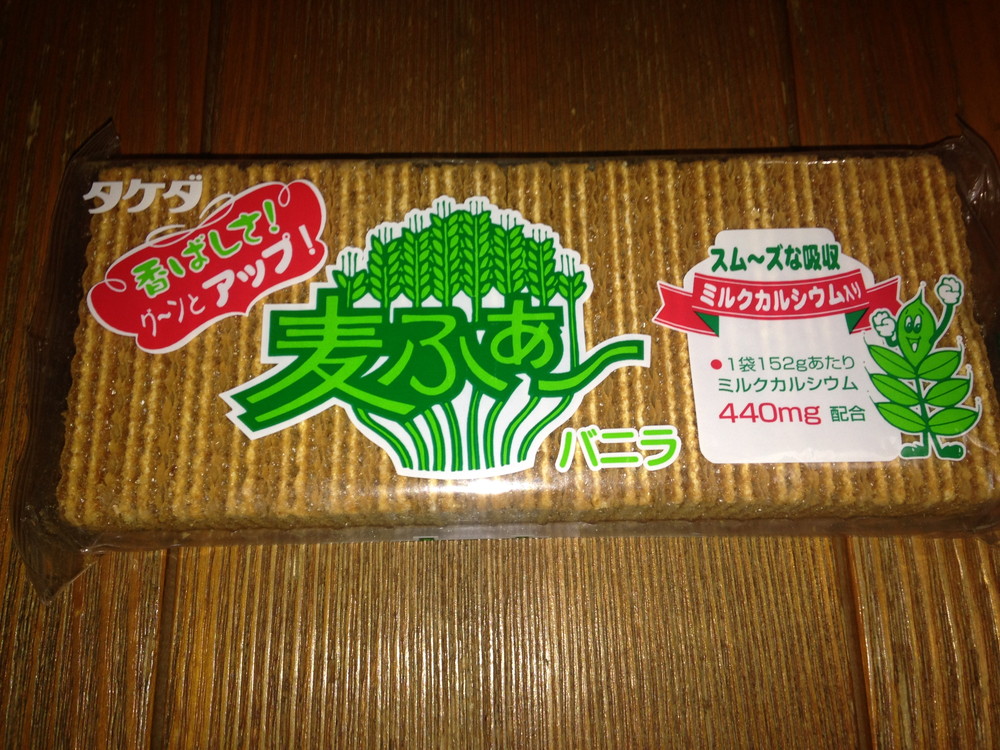 タケダ
香ばしさ!
グ〜ンとアップ!
麦ふぁー
バニラ
スム〜ズな吸収
ミルクカルシウム入り
●1袋152gあたり
ミルクカルシウム
440mg 配合